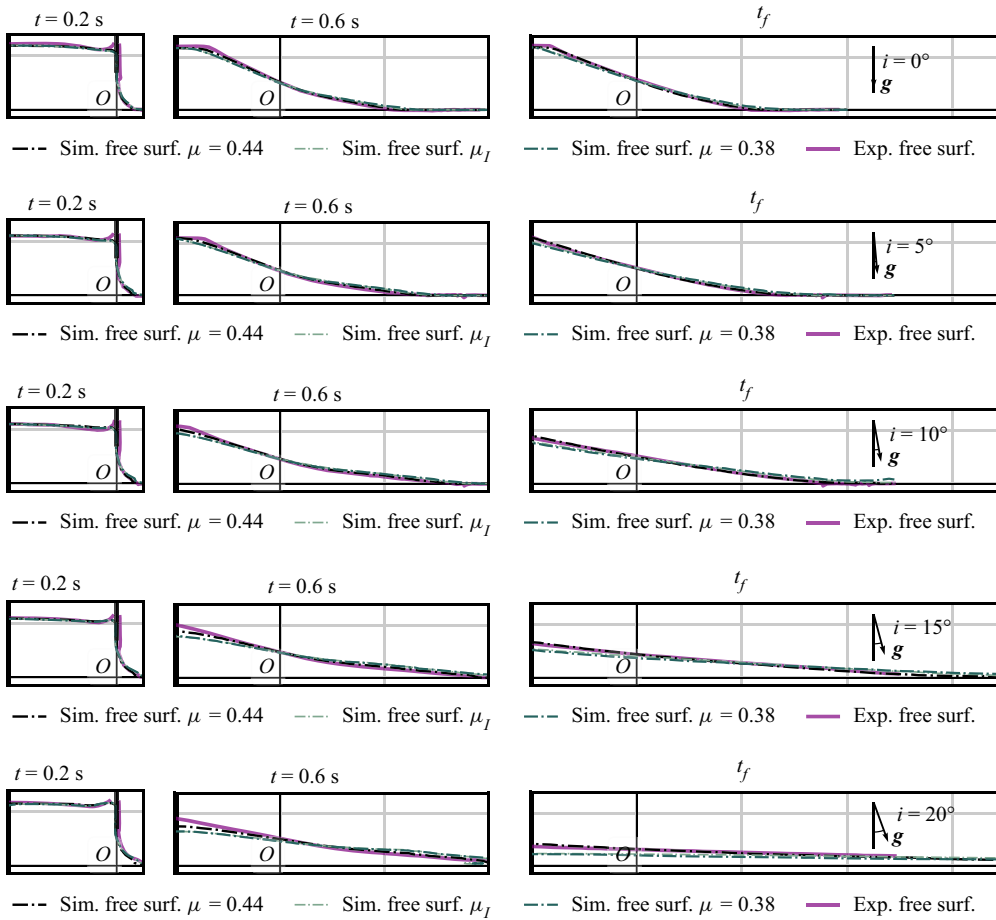 t = 0.2 s t = 0.6 s t_f
O O O i = 0° g
Sim. free surf. μ = 0.44 Sim. free surf. μ_I Sim. free surf. μ = 0.38 Exp. free surf.
t = 0.2 s t = 0.6 s t_f
O O O i = 5° g
Sim. free surf. μ = 0.44 Sim. free surf. μ_I Sim. free surf. μ = 0.38 Exp. free surf.
t = 0.2 s t = 0.6 s t_f
O O O i = 10° g
Sim. free surf. μ = 0.44 Sim. free surf. μ_I Sim. free surf. μ = 0.38 Exp. free surf.
t = 0.2 s t = 0.6 s t_f
O O O i = 15° g
Sim. free surf. μ = 0.44 Sim. free surf. μ_I Sim. free surf. μ = 0.38 Exp. free surf.
t = 0.2 s t = 0.6 s t_f
O O O i = 20° g
Sim. free surf. μ = 0.44 Sim. free surf. μ_I Sim. free surf. μ = 0.38 Exp. free surf.